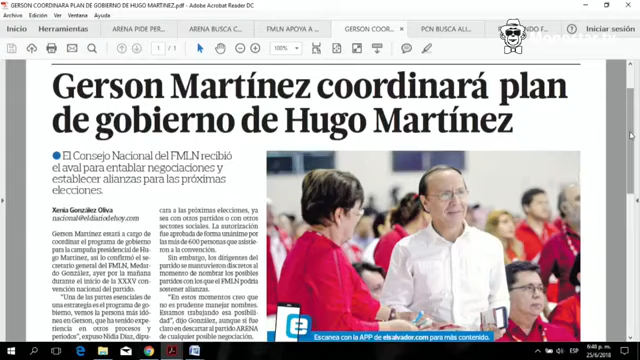 GERSON COORDINARA PLAN DE GOBIERNO DE HUGO MARTÍNEZ.pdf - Adobe Acrobat Reader DC
Archivo Edición Ver Ventana Ayuda
Inicio Herramientas ARENA PIDE PER... ARENA BUSCA C... FMLN APOYA A ... GERSON COOR... × PCN BUSCA ALI... Iniciar sesión
1 / 1 100%
Gerson Martínez coordinará plan
de gobierno de Hugo Martínez
El Consejo Nacional del FMLN recibió
el aval para entablar negociaciones y
establecer alianzas para las próximas
elecciones.
Xenia González Oliva
nacional@eldiariodehoy.com
Gerson Martínez estará a cargo
de coordinar el programa de gobierno
para la campaña presidencial de Hu-
go Martínez, así lo confirmó el se-
cretario general del FMLN, Medar-
do González, ayer por la mañana
durante el inicio de la XXXV con-
vención nacional del partido.
"Una de las partes esenciales de
una estrategia es el programa de go-
bierno, vemos la persona más idó-
nea en Gerson, que ha venido expe-
riencia en otros procesos y
períodos", expuso Nidia Díaz, dipu-
cara a las próximas elecciones, ya
sea con otros partidos o con otros
sectores sociales. La autorización
fue aprobada de forma unánime por
las más de 600 personas que asistie-
ron a la convención.
Sin embargo, los dirigentes del
partido se mantuvieron discretos al
momento de nombrar los posibles
partidos con los que el FMLN podría
sostener alianzas.
"En estos momentos creo que
no es prudente manejar nombres.
Estamos trabajando esa posibili-
dad", dijo González, aunque sí fue
claro en descartar al partido ARENA
de cualquier posible negociación.
Escanea con la APP de elsalvador.com para más contenido.
ESP
6:40 p. m.
25/6/2018